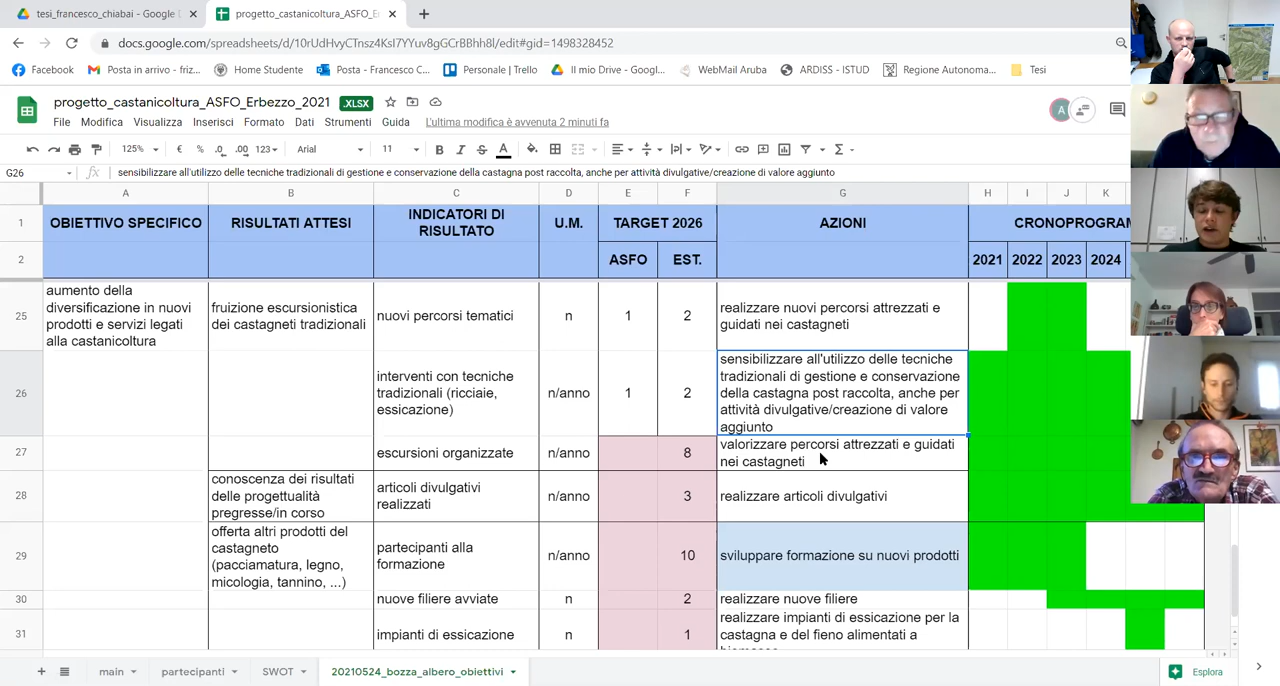 tesi_francesco_chiabai - Google D
progetto_castanicoltura_ASFO_Er
docs.google.com/spreadsheets/d/10rUdHvyCTnsz4KsI7YYuv8gGCrBBhh8l/edit#gid=1498328452
Facebook
Posta in arrivo - friz...
Home Studente
Posta - Francesco C...
Personale | Trello
Il mio Drive - Googl...
WebMail Aruba
ARDISS - ISTUD
Regione Autonoma...
Tesi
progetto_castanicoltura_ASFO_Erbezzo_2021 .XLSX
File Modifica Visualizza Inserisci Formato Dati Strumenti Guida L'ultima modifica è avvenuta 2 minuti fa
A
125% € % .0 .00 123 Arial 11 B I S A
G26 fx sensibilizzare all'utilizzo delle tecniche tradizionali di gestione e conservazione della castagna post raccolta, anche per attività divulgative/creazione di valore aggiunto
A B C D E F G H I J K
1 OBIETTIVO SPECIFICO RISULTATI ATTESI INDICATORI DI RISULTATO U.M. TARGET 2026 AZIONI CRONOPROGRAM
2 ASFO EST. 2021 2022 2023 2024
25 aumento della diversificazione in nuovi prodotti e servizi legati alla castanicoltura fruizione escursionistica dei castagneti tradizionali nuovi percorsi tematici n 1 2 realizzare nuovi percorsi attrezzati e guidati nei castagneti
26 interventi con tecniche tradizionali (ricciaie, essicazione) n/anno 1 2 sensibilizzare all'utilizzo delle tecniche tradizionali di gestione e conservazione della castagna post raccolta, anche per attività divulgative/creazione di valore aggiunto
27 escursioni organizzate n/anno 8 valorizzare percorsi attrezzati e guidati nei castagneti
28 conoscenza dei risultati delle progettualità pregresse/in corso articoli divulgativi realizzati n/anno 3 realizzare articoli divulgativi
29 offerta altri prodotti del castagneto (pacciamatura, legno, micologia, tannino, ...) partecipanti alla formazione n/anno 10 sviluppare formazione su nuovi prodotti
30 nuove filiere avviate n 2 realizzare nuove filiere
31 impianti di essicazione n 1 realizzare impianti di essicazione per la castagna e del fieno alimentati a
main partecipanti SWOT 20210524_bozza_albero_obiettivi Esplora